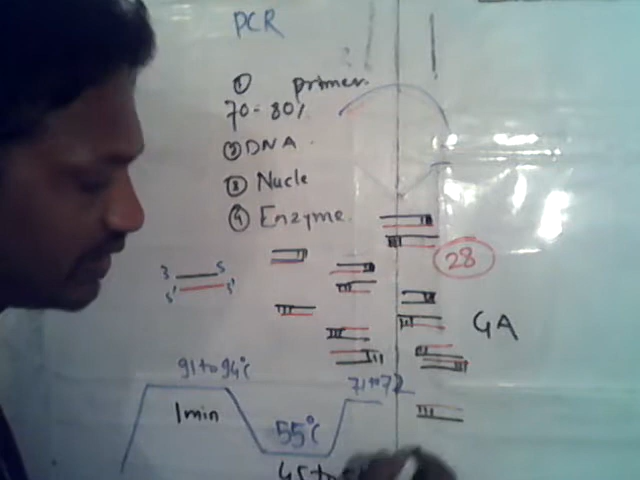 PCR
① primer.
70-80%
② DNA.
③ Nucle
④ Enzyme.
28
3 5
5' 3'
GA
91 to 94°C
71 to 72
1min
55°C
45 to